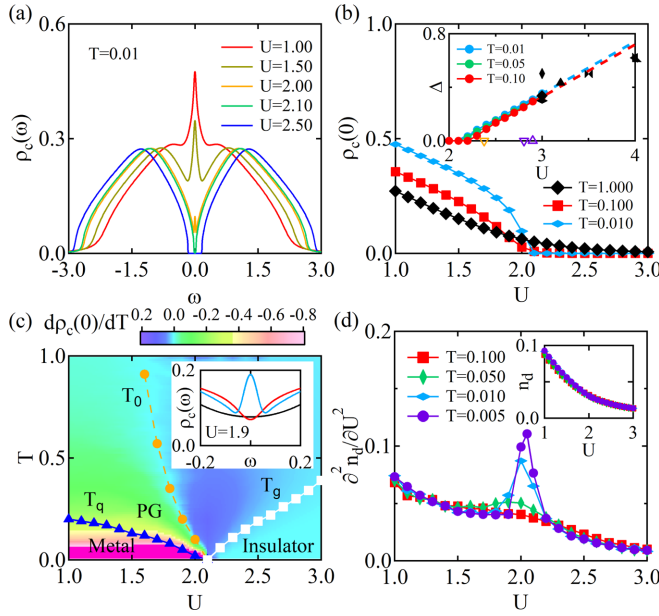 (a)
T=0.01
U=1.00
U=1.50
U=2.00
U=2.10
U=2.50
ρc(ω)
0.6
0.3
0.0
-3.0 -1.5 0.0 1.5 3.0
ω
(b)
ρc(0)
1.0
0.5
0.0
1.0 1.5 2.0 2.5 3.0
U
T=1.000
T=0.100
T=0.010
0.8
0.4
0.0
Δ
2 3 4
U
T=0.01
T=0.05
T=0.10
(c) dρc(0)/dT
0.2 0.0 -0.2 -0.4 -0.6 -0.8
T
1.0
0.5
0.0
1.0 1.5 2.0 2.5 3.0
U
T0
Tq
PG
Tg
Metal
Insulator
ρc(ω)
0.2
0.1
0.0
-0.2 0.0 0.2
ω
U=1.9
(d)
∂² nd/∂U²
0.2
0.1
0.0
1.0 1.5 2.0 2.5 3.0
U
T=0.100
T=0.050
T=0.010
T=0.005
nd
0.1
0.0
1 2 3
U